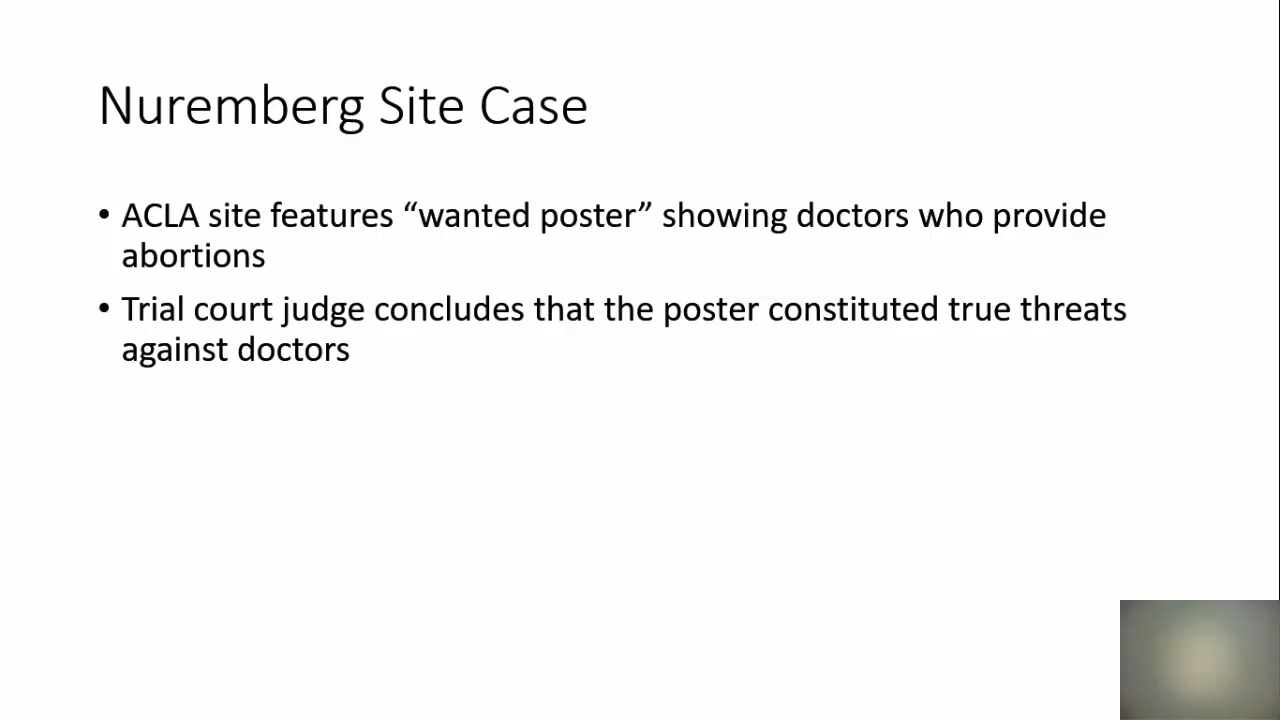 Nuremberg Site Case
• ACLA site features “wanted poster” showing doctors who provide
abortions
• Trial court judge concludes that the poster constituted true threats
against doctors